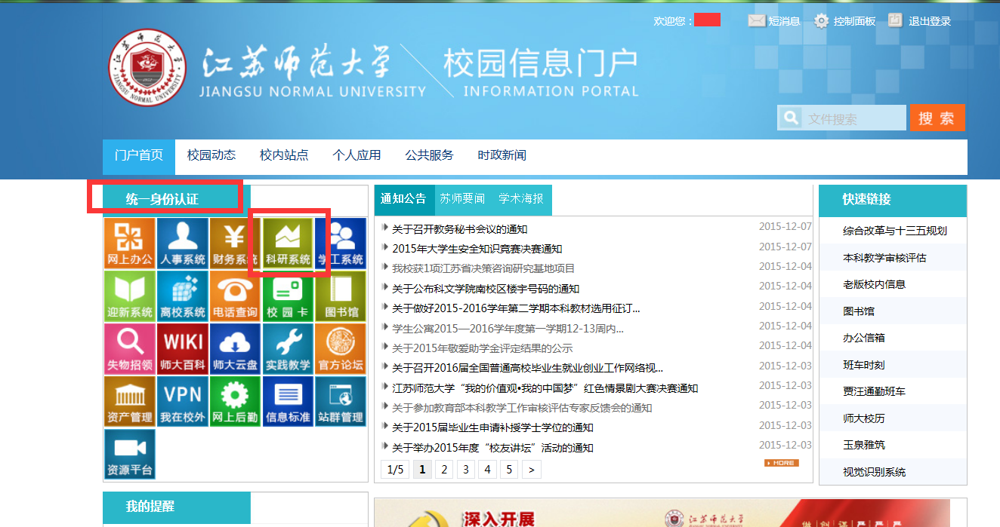 欢迎您： 短消息 控制面板 退出登录
江苏师范大学 校园信息门户
JIANGSU NORMAL UNIVERSITY INFORMATION PORTAL
JIANGSU NORMAL UNIVERSITY
文件搜索 搜 索
门户首页 校园动态 校内站点 个人应用 公共服务 时政新闻
统一身份认证
网上办公 人事系统 财务系统 科研系统 学工系统
迎新系统 离校系统 电话查询 校 园 卡 图书馆
WIKI
失物招领 师大百科 师大云盘 实践教学 官方论坛
VPN
资产管理 我在校外 网上后勤 信息标准 站群管理
资源平台
我的提醒
通知公告 苏师要闻 学术海报
关于召开教务秘书会议的通知 2015-12-07
2015年大学生安全知识竞赛决赛通知 2015-12-07
我校获1项江苏省决策咨询研究基地项目 2015-12-04
关于公布科文学院南校区楼宇号码的通知 2015-12-04
关于做好2015-2016学年第二学期本科教材选用征订... 2015-12-04
学生公寓2015—2016学年度第一学期12-13周内... 2015-12-04
关于2015年敬爱助学金评定结果的公示 2015-12-04
关于召开2016届全国普通高校毕业生就业创业工作网络视... 2015-12-03
江苏师范大学“我的价值观•我的中国梦”红色情景剧大赛决赛通知 2015-12-03
关于参加教育部本科教学工作审核评估专家反馈会的通知 2015-12-03
关于2015届毕业生申请补授学士学位的通知 2015-12-03
关于举办2015年度“校友讲坛”活动的通知 2015-12-03
1/5 1 2 3 4 5 >
MORE
快速链接
综合改革与十三五规划
本科教学审核评估
老版校内信息
图书馆
办公信箱
班车时刻
贾汪通勤班车
师大校历
玉泉雅筑
视觉识别系统
深入开展
江苏师范大学